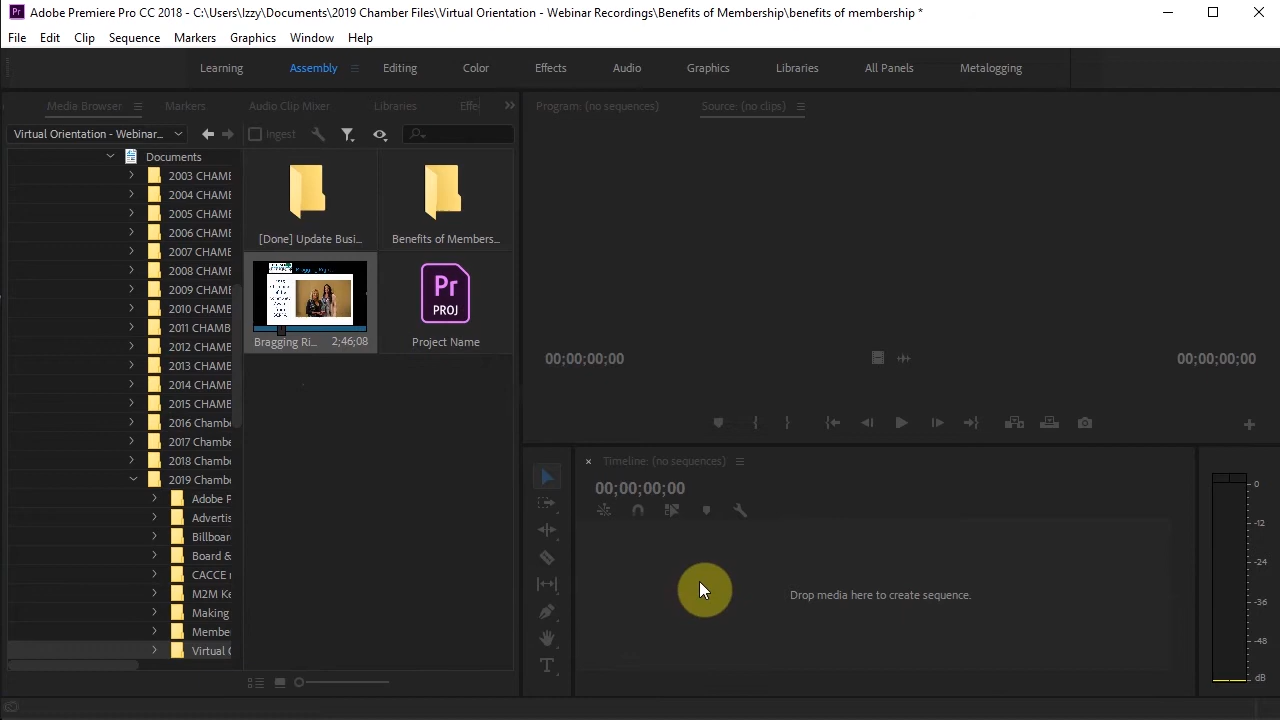 Adobe Premiere Pro CC 2018 - C:\Users\Izzy\Documents\2019 Chamber Files\Virtual Orientation - Webinar Recordings\Benefits of Membership\benefits of membership *
File Edit Clip Sequence Markers Graphics Window Help
Learning Assembly Editing Color Effects Audio Graphics Libraries All Panels Metalogging
Media Browser Markers Audio Clip Mixer Libraries Effe
Program: (no sequences) Source: (no clips)
Virtual Orientation - Webinar... Ingest
Documents
2003 CHAMB
2004 CHAMB
2005 CHAMB
2006 CHAMB
2007 CHAMB
2008 CHAMB
2009 CHAMB
2010 CHAMB
2011 CHAMB
2012 CHAMB
2013 CHAMB
2014 CHAMB
2015 CHAMB
2016 Chambe
2017 Chambe
2018 Chambe
2019 Chambe
Adobe P
Advertis
Billboar
Board &
CACCE r
M2M Ke
Making
Membe
Virtual O
[Done] Update Busi...
Benefits of Members...
Bragging Ri... 2;46;08
Pr
PROJ
Project Name
00;00;00;00
00;00;00;00
Timeline: (no sequences)
00;00;00;00
Drop media here to create sequence.
0
-12
-24
-36
-48
dB